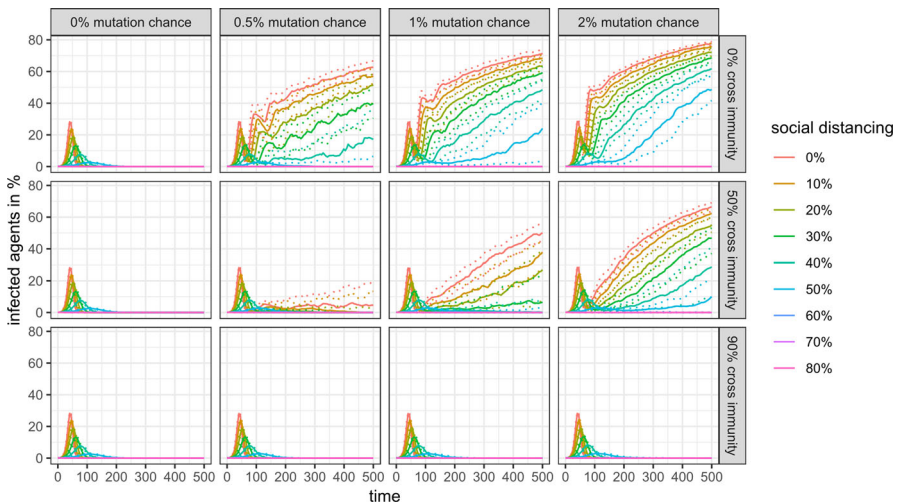 0% mutation chance
0.5% mutation chance
1% mutation chance
2% mutation chance
80
60
40
20
0
0% cross immunity
80
60
40
20
0
50% cross immunity
80
60
40
20
0
90% cross immunity
0 100 200 300 400 500
0 100 200 300 400 500
0 100 200 300 400 500
0 100 200 300 400 500
time
infected agents in %
social distancing
0%
10%
20%
30%
40%
50%
60%
70%
80%